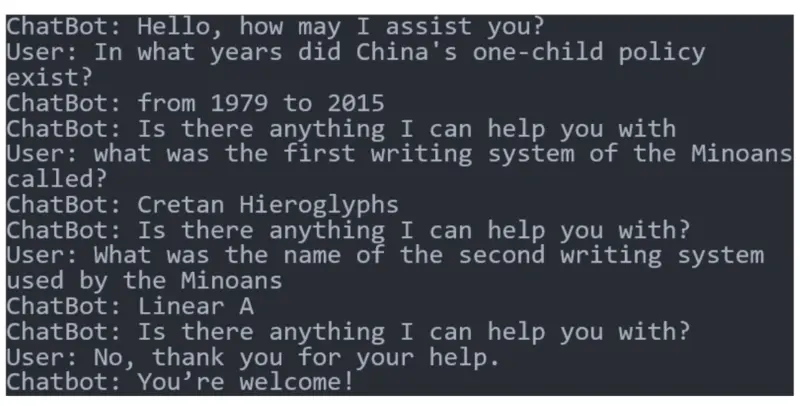 ChatBot: Hello, how may I assist you?
User: In what years did China's one-child policy
exist?
ChatBot: from 1979 to 2015
ChatBot: Is there anything I can help you with
User: what was the first writing system of the Minoans
called?
ChatBot: Cretan Hieroglyphs
ChatBot: Is there anything I can help you with?
User: What was the name of the second writing system
used by the Minoans
ChatBot: Linear A
ChatBot: Is there anything I can help you with?
User: No, thank you for your help.
Chatbot: You’re welcome!